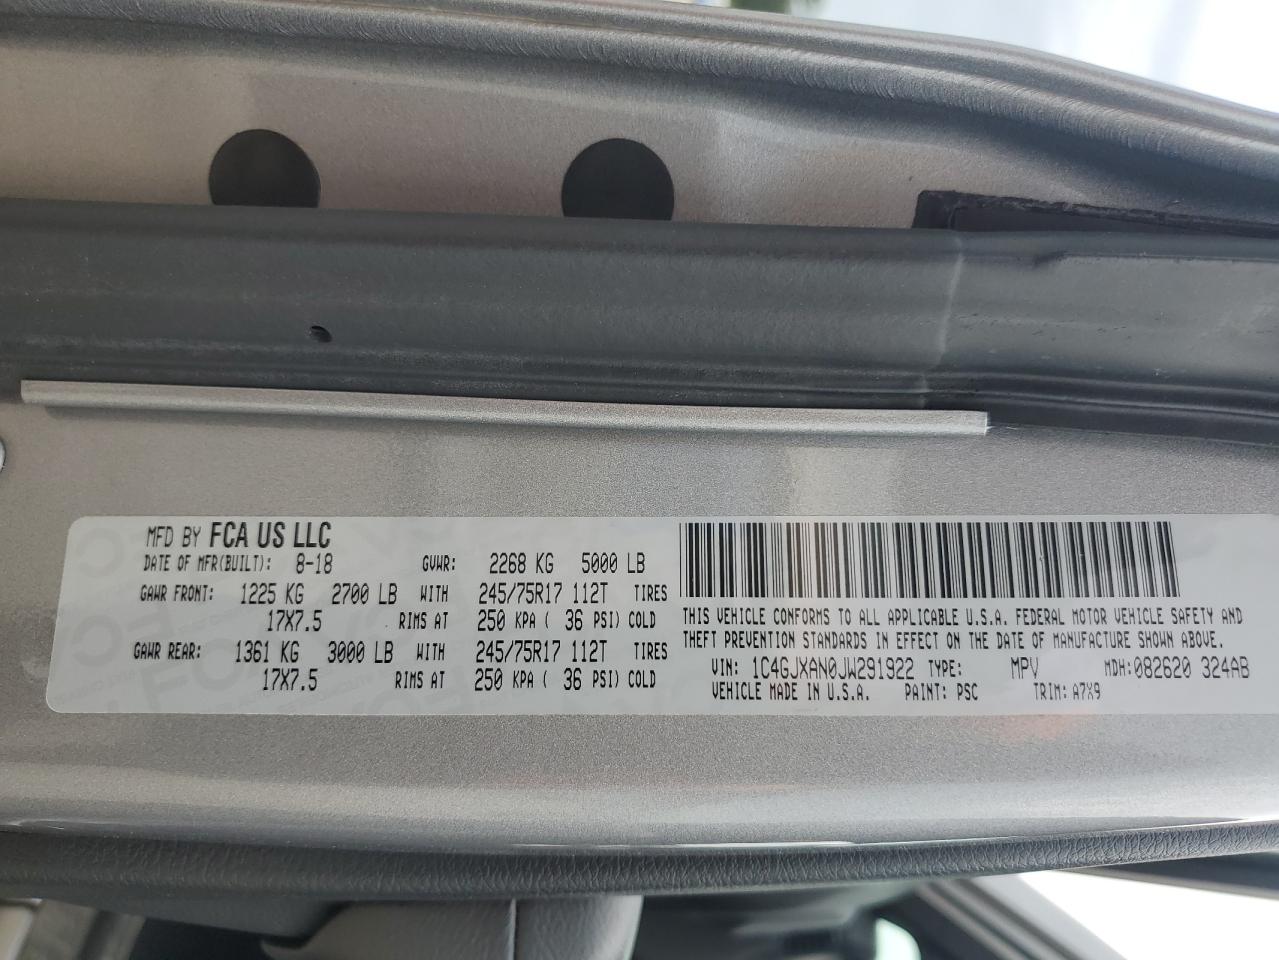 MFD BY FCA US LLC
DATE OF MFR(BUILT): 8-18 GVWR: 2268 KG 5000 LB
GAWR FRONT: 1225 KG 2700 LB WITH 245/75R17 112T TIRES
17X7.5 RIMS AT 250 KPA ( 36 PSI) COLD
GAWR REAR: 1361 KG 3000 LB WITH 245/75R17 112T TIRES
17X7.5 RIMS AT 250 KPA ( 36 PSI) COLD
THIS VEHICLE CONFORMS TO ALL APPLICABLE U.S.A. FEDERAL MOTOR VEHICLE SAFETY AND
THEFT PREVENTION STANDARDS IN EFFECT ON THE DATE OF MANUFACTURE SHOWN ABOVE.
VIN: 1C4GJXAN0JW291922 TYPE: MPV MDH:082620 324AB
VEHICLE MADE IN U.S.A. PAINT: PSC TRIM: A7X9